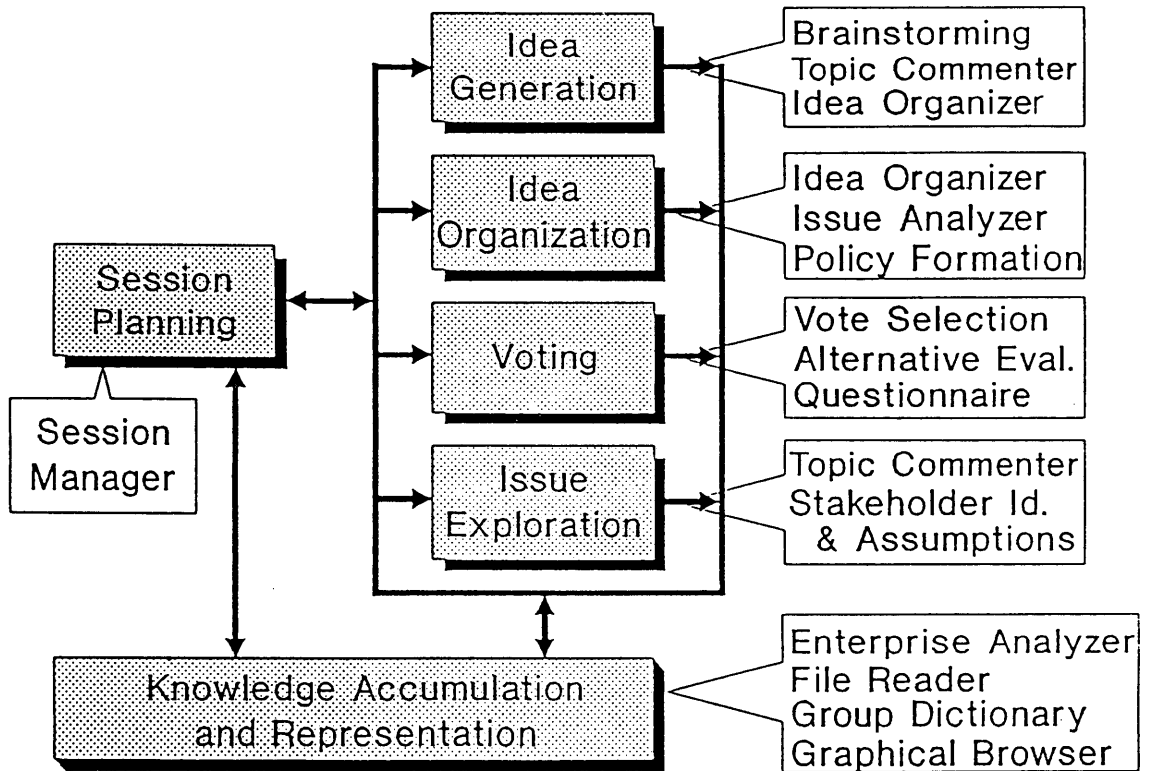 Idea
Generation
Brainstorming
Topic Commenter
Idea Organizer
Idea
Organization
Idea Organizer
Issue Analyzer
Policy Formation
Session
Planning
Session
Manager
Voting
Vote Selection
Alternative Eval.
Questionnaire
Issue
Exploration
Topic Commenter
Stakeholder Id.
& Assumptions
Knowledge Accumulation
and Representation
Enterprise Analyzer
File Reader
Group Dictionary
Graphical Browser